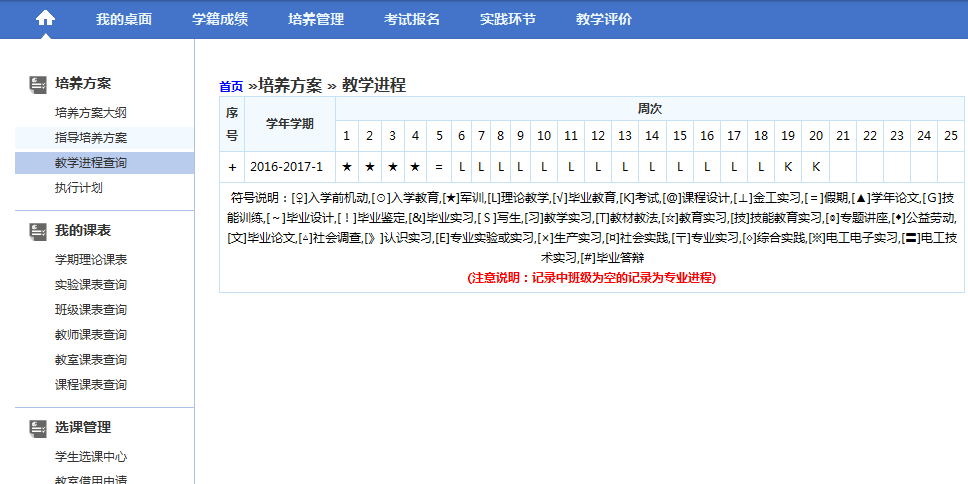 我的桌面 学籍成绩 培养管理 考试报名 实践环节 教学评价
培养方案
培养方案大纲
指导培养方案
教学进程查询
执行计划
我的课表
学期理论课表
实验课表查询
班级课表查询
教师课表查询
教室课表查询
课程课表查询
选课管理
学生选课中心
教室借用申请
首页 »培养方案 » 教学进程
序号 学年学期 周次
1 2 3 4 5 6 7 8 9 10 11 12 13 14 15 16 17 18 19 20 21 22 23 24 25
+ 2016-2017-1 ★ ★ ★ ★ = L L L L L L L L L L L L L K K
符号说明：[♀]入学前机动,[⊙]入学教育,[★]军训,[L]理论教学,[√]毕业教育,[K]考试,[@]课程设计,[⊥]金工实习,[=]假期,[▲]学年论文,[G]技
能训练,[～]毕业设计,[！]毕业鉴定,[&]毕业实习,[S]写生,[习]教学实习,[T]教材教法,[☆]教育实习,[技]技能教育实习,[¤]专题讲座,[♦]公益劳动,
[文]毕业论文,[▵]社会调查,[》]认识实习,[E]专业实验或实习,[×]生产实习,[¤]社会实践,[〒]专业实习,[◇]综合实践,[※]电工电子实习,[〓]电工技
术实习,[#]毕业答辩
(注意说明：记录中班级为空的记录为专业进程)